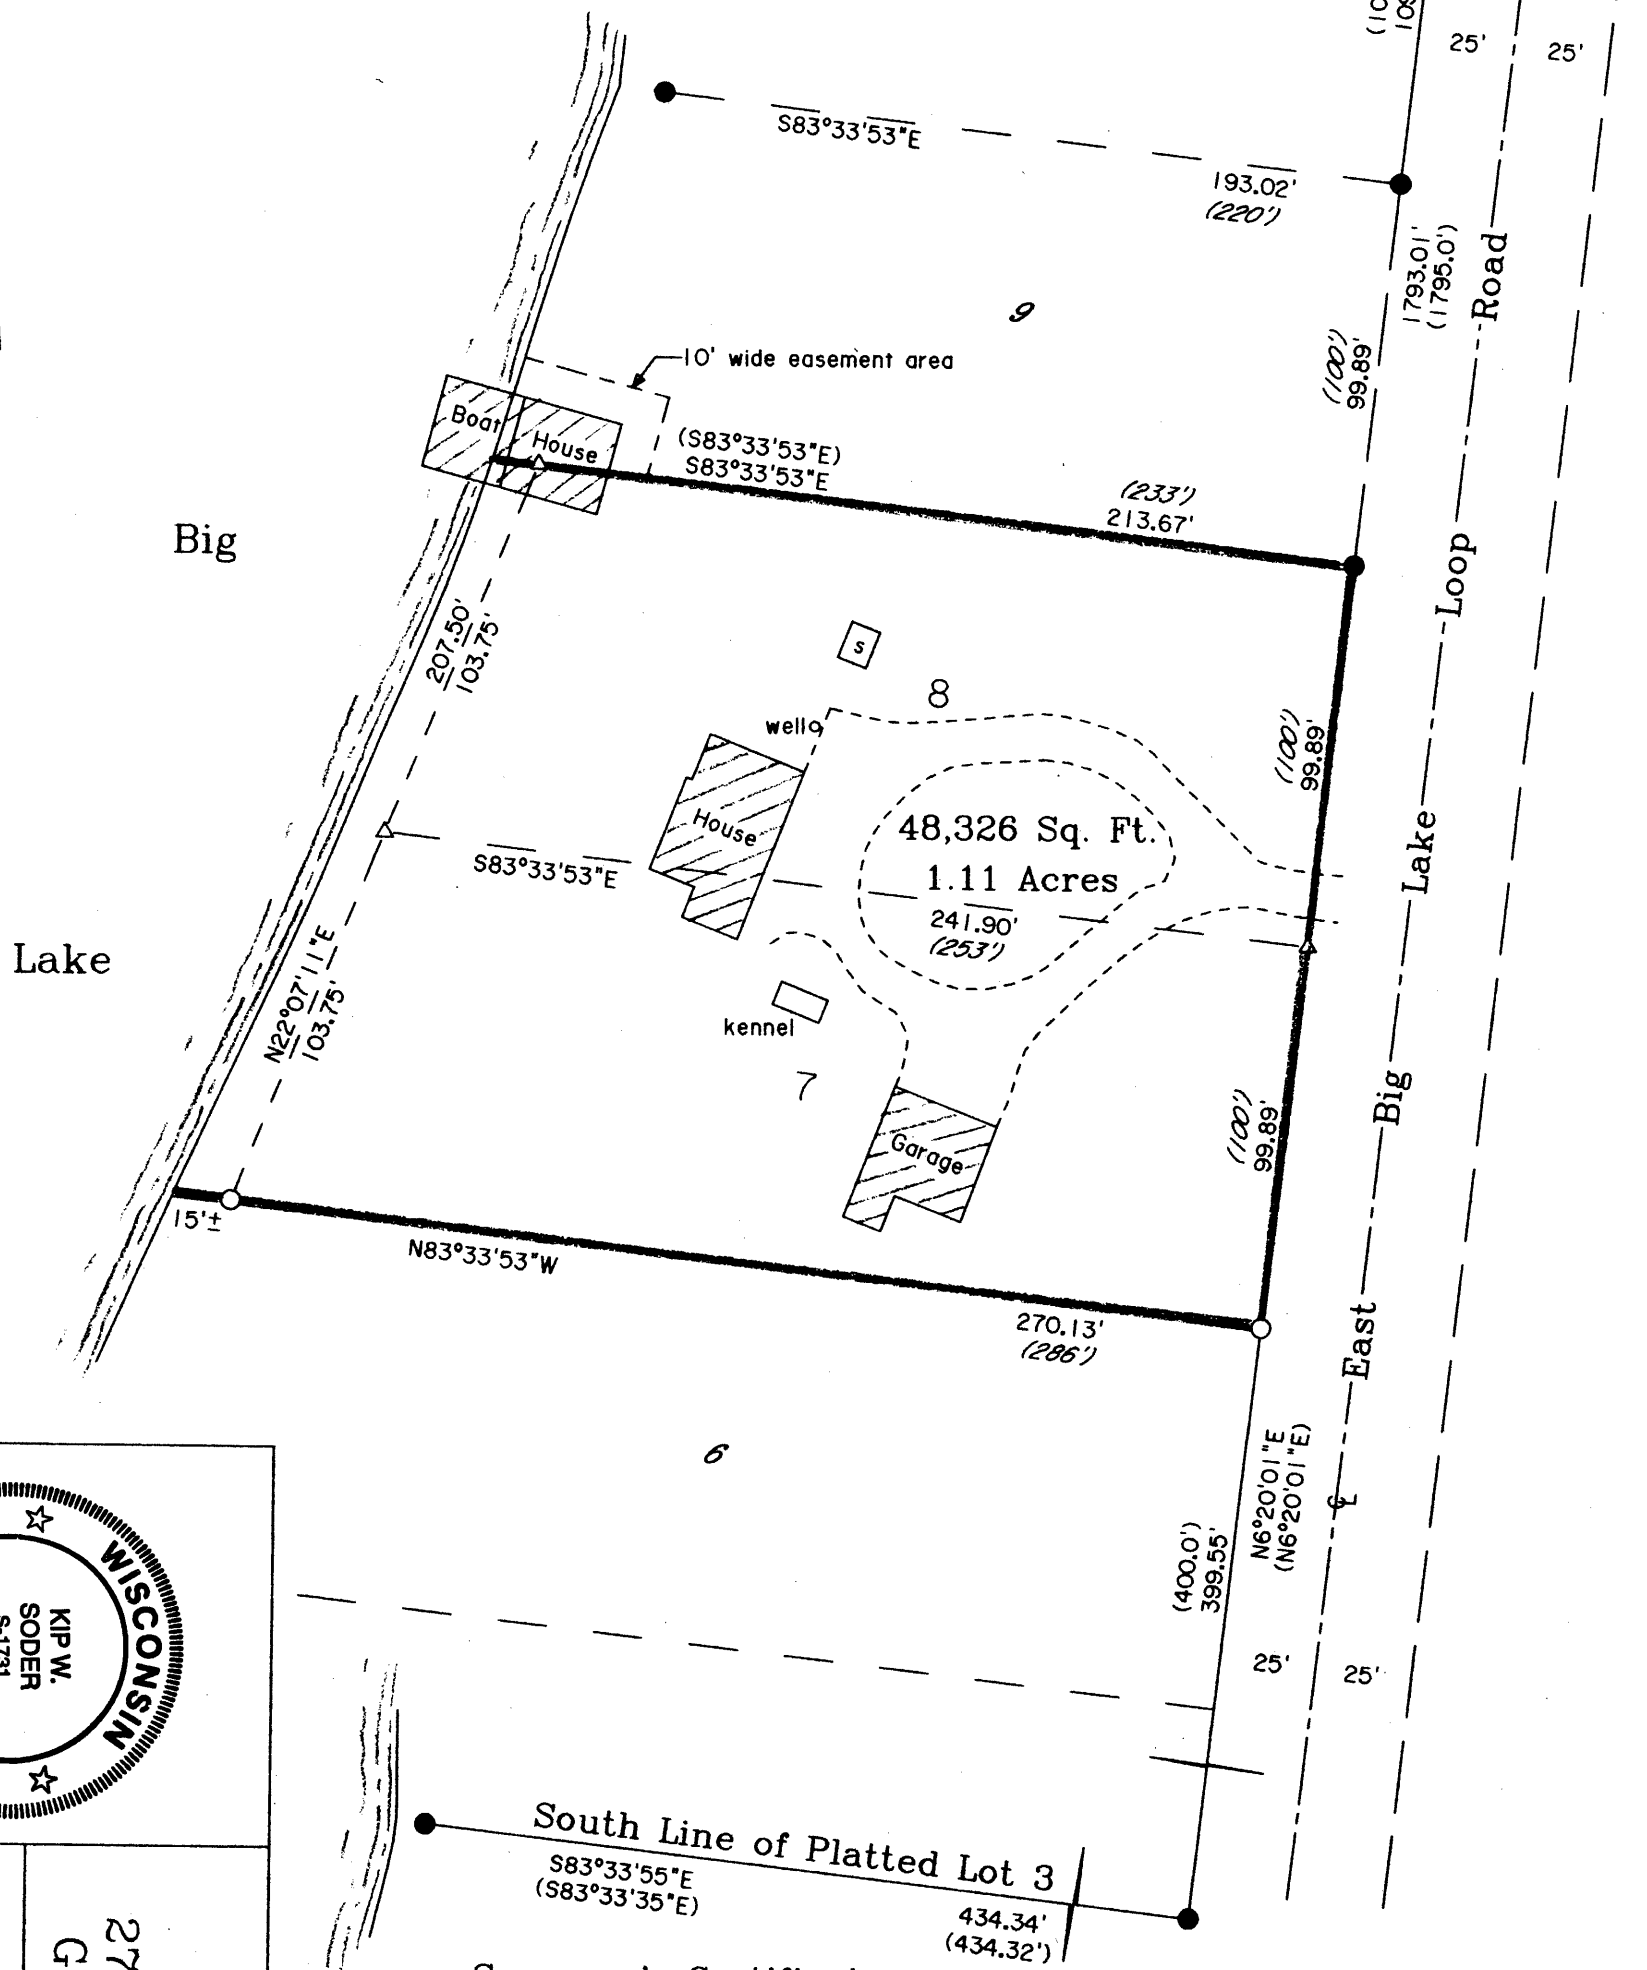 25'
25'
S83°33'53"E
193.02'
(220')
1793.01'
(1795.0')
9
(100')
99.89'
10' wide easement area
Boat House
(S83°33'53"E)
S83°33'53"E
(233')
213.67'
Big
Lake
207.50'
103.75'
s
8
well
House
(100')
99.89'
48,326 Sq. Ft.
1.11 Acres
S83°33'53"E
241.90'
(253')
N22°07'11"E
103.75'
kennel
7
Garage
(100')
99.89'
15'±
N83°33'53"W
270.13'
(286')
East Big Lake Loop Road
6
N6°20'01"E
(N6°20'01"E)
℄
(400.0')
399.55'
25'
25'
WISCONSIN
KIP W.
SODER
S-1731
South Line of Platted Lot 3
S83°33'55"E
(S83°33'35"E)
434.34'
(434.32')
27
G